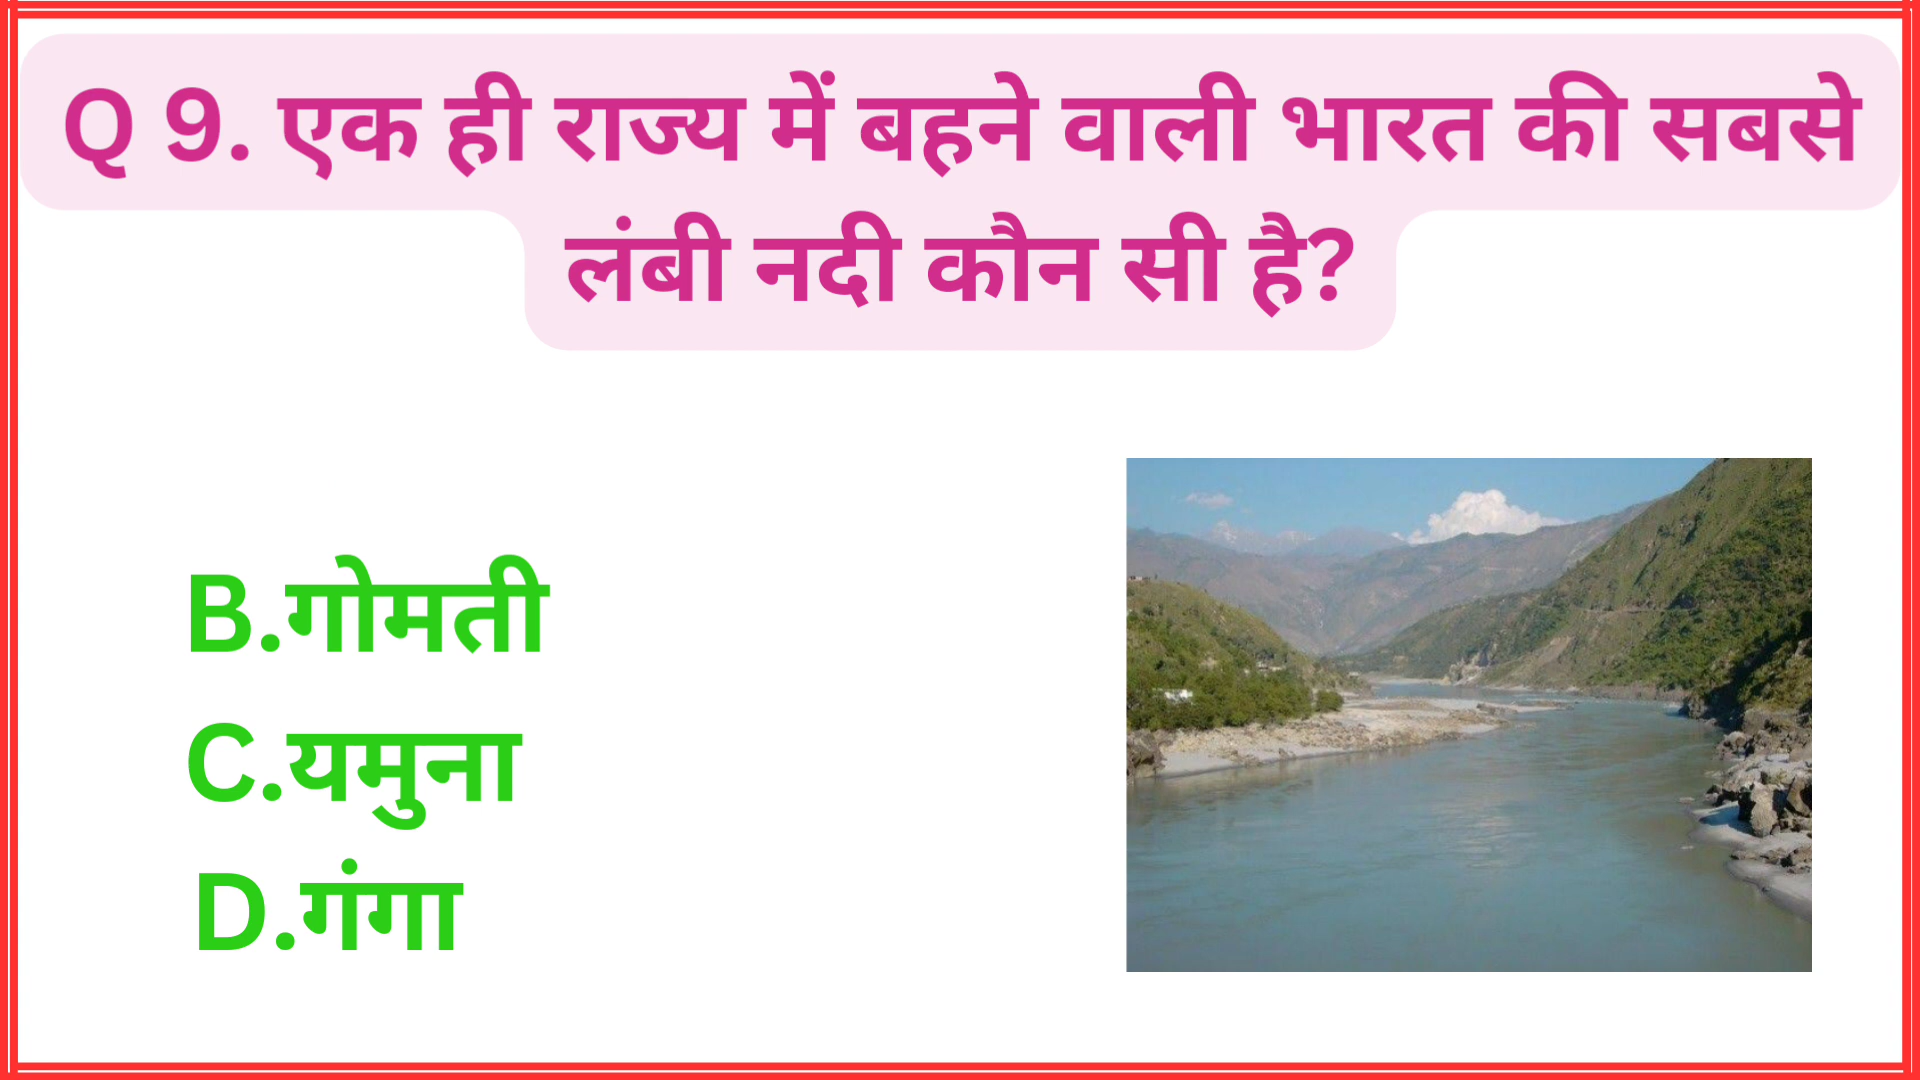 Q 9. एक ही राज्य में बहने वाली भारत की सबसे
लंबी नदी कौन सी है?
B.गोमती
C.यमुना
D.गंगा